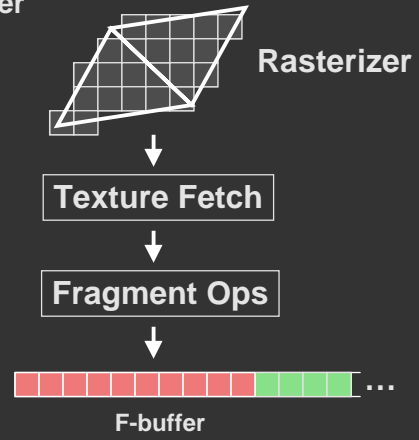 er
Rasterizer
Texture Fetch
Fragment Ops
...
F-buffer